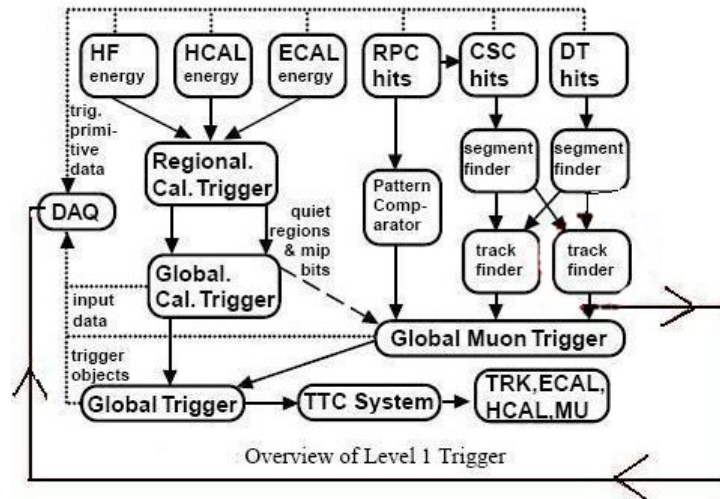 HF
energy
HCAL
energy
ECAL
energy
RPC
hits
CSC
hits
DT
hits
trig.
primi-
tive
data
Regional.
Cal. Trigger
segment
finder
segment
finder
Pattern
Comp-
arator
DAQ
quiet
regions
& mip
bits
Global.
Cal. Trigger
track
finder
track
finder
input
data
Global Muon Trigger
trigger
objects
Global Trigger
TTC System
TRK,ECAL,
HCAL,MU
Overview of Level 1 Trigger